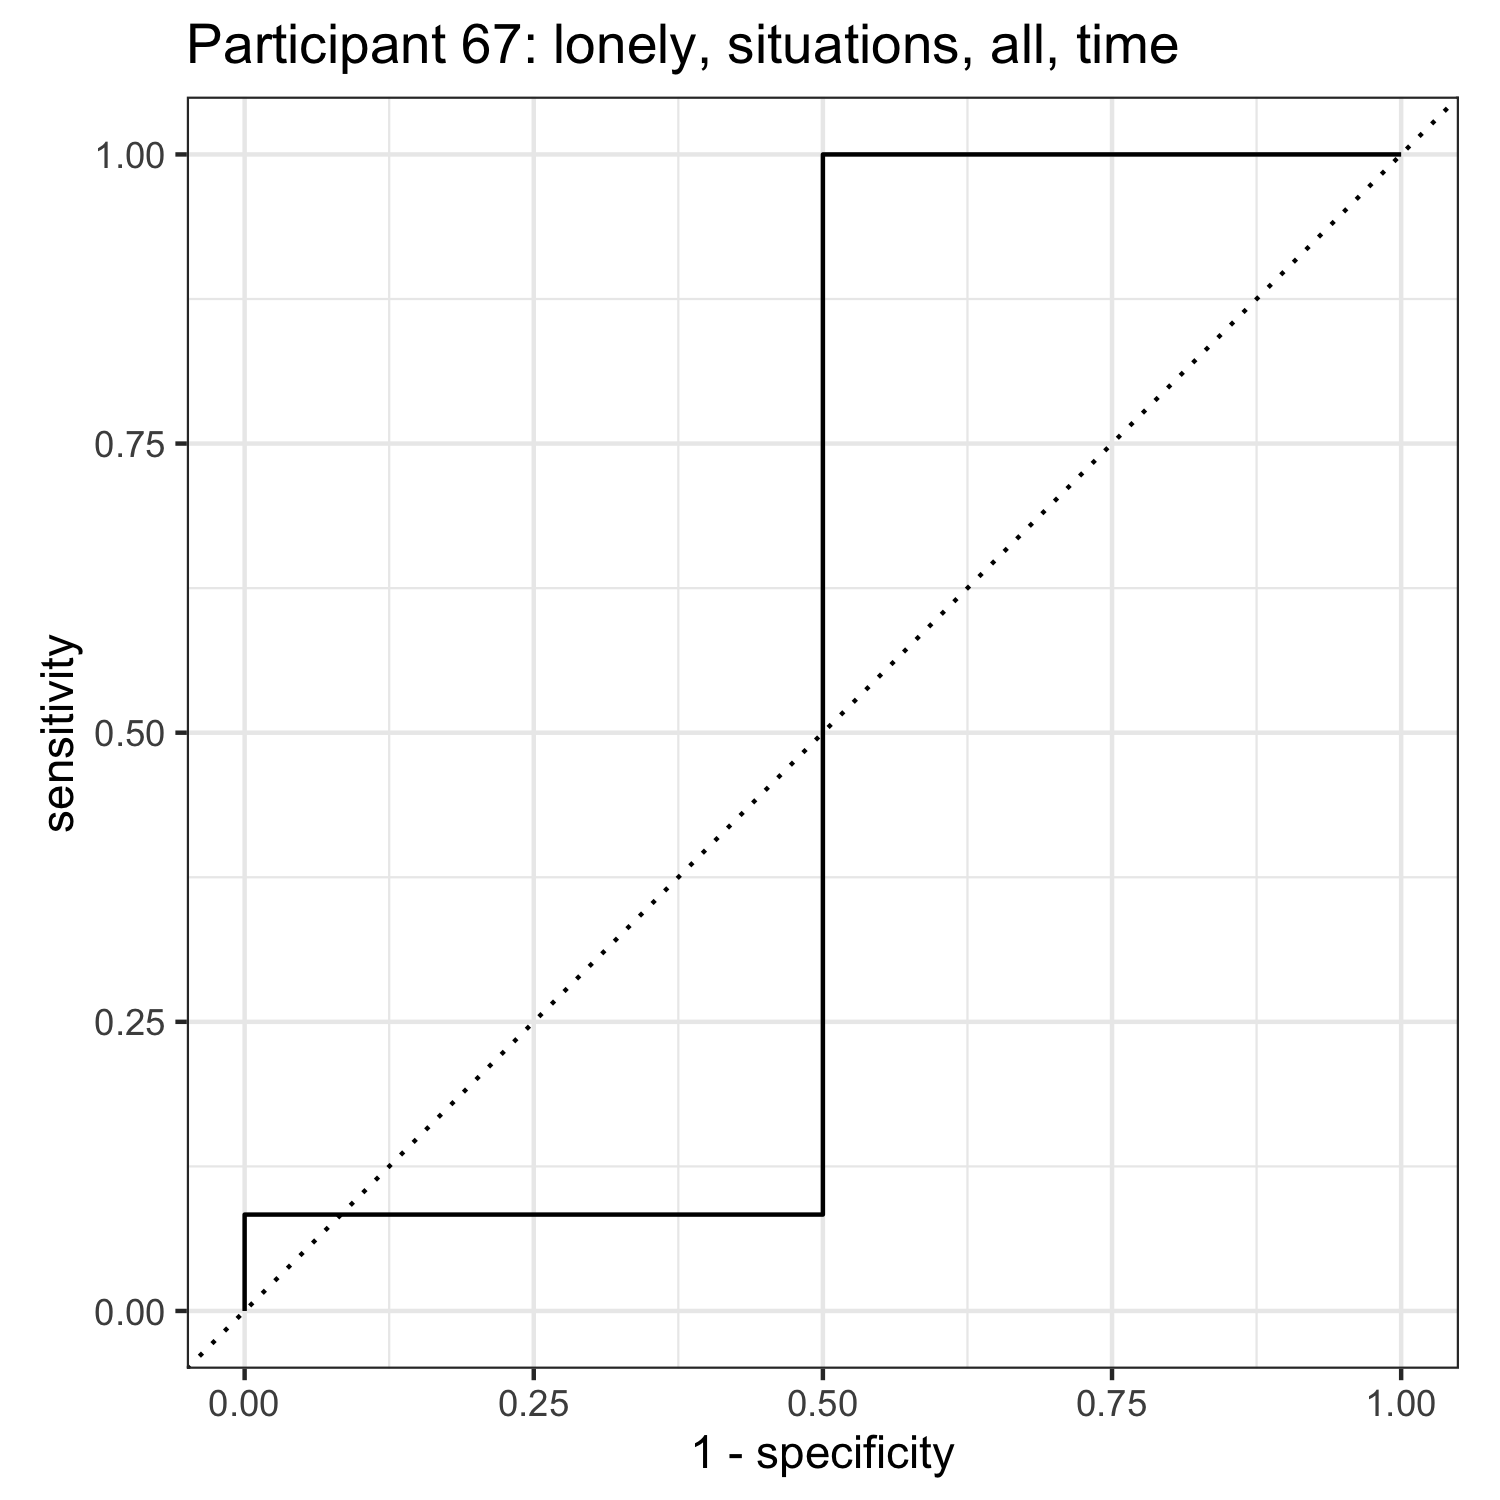 Participant 67: lonely, situations, all, time
1.00
0.75
0.50
0.25
0.00
sensitivity
0.00 0.25 0.50 0.75 1.00
1 - specificity